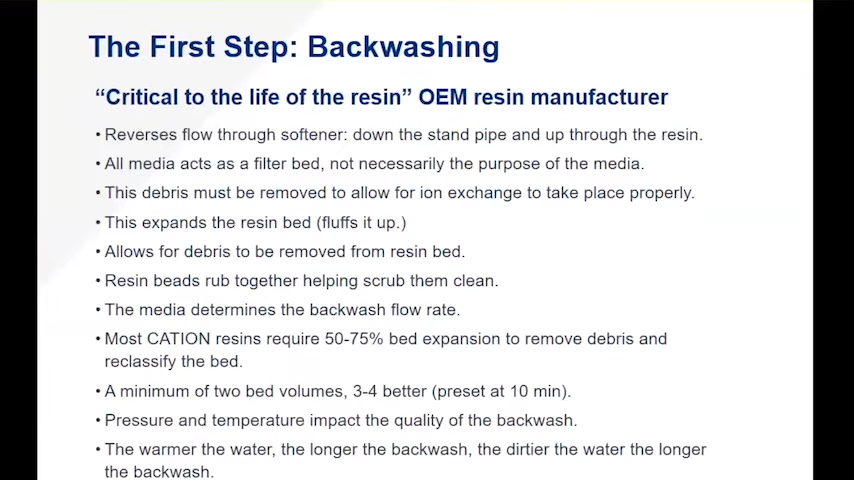 The First Step: Backwashing
“Critical to the life of the resin” OEM resin manufacturer
• Reverses flow through softener: down the stand pipe and up through the resin.
• All media acts as a filter bed, not necessarily the purpose of the media.
• This debris must be removed to allow for ion exchange to take place properly.
• This expands the resin bed (fluffs it up.)
• Allows for debris to be removed from resin bed.
• Resin beads rub together helping scrub them clean.
• The media determines the backwash flow rate.
• Most CATION resins require 50-75% bed expansion to remove debris and
reclassify the bed.
• A minimum of two bed volumes, 3-4 better (preset at 10 min).
• Pressure and temperature impact the quality of the backwash.
• The warmer the water, the longer the backwash, the dirtier the water the longer
the backwash.